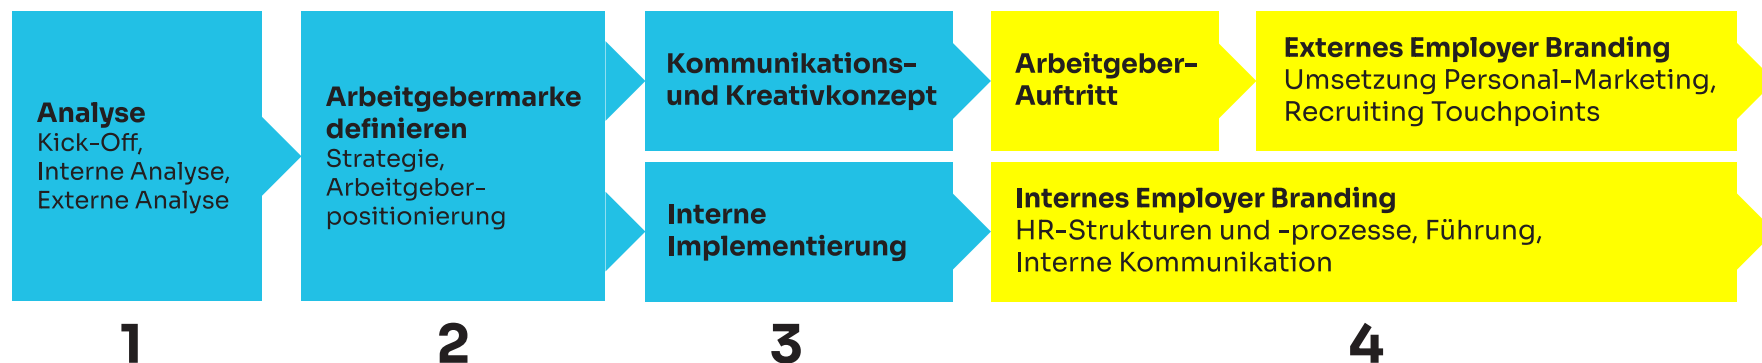 Analyse
Kick-Off,
Interne Analyse,
Externe Analyse
Arbeitgebermarke
definieren
Strategie,
Arbeitgeber-
positionierung
Kommunikations-
und Kreativkonzept
Interne
Implementierung
Arbeitgeber-
Auftritt
Externes Employer Branding
Umsetzung Personal-Marketing,
Recruiting Touchpoints
Internes Employer Branding
HR-Strukturen und -prozesse, Führung,
Interne Kommunikation
1
2
3
4